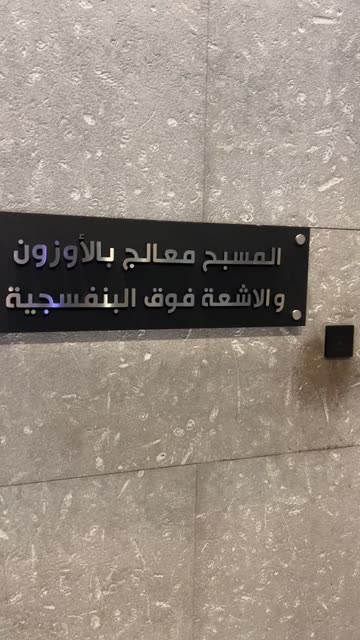 المسبح معالج بالأوزون
والاشعة فوق البنفسجية